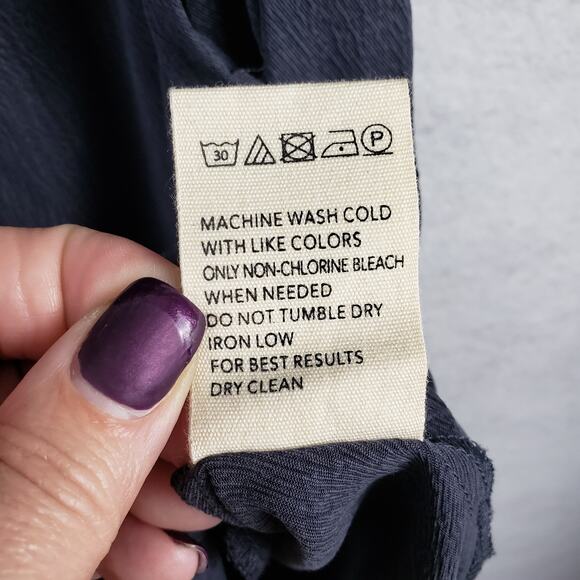 30 P
MACHINE WASH COLD
WITH LIKE COLORS
ONLY NON-CHLORINE BLEACH
WHEN NEEDED
DO NOT TUMBLE DRY
IRON LOW
FOR BEST RESULTS
DRY CLEAN